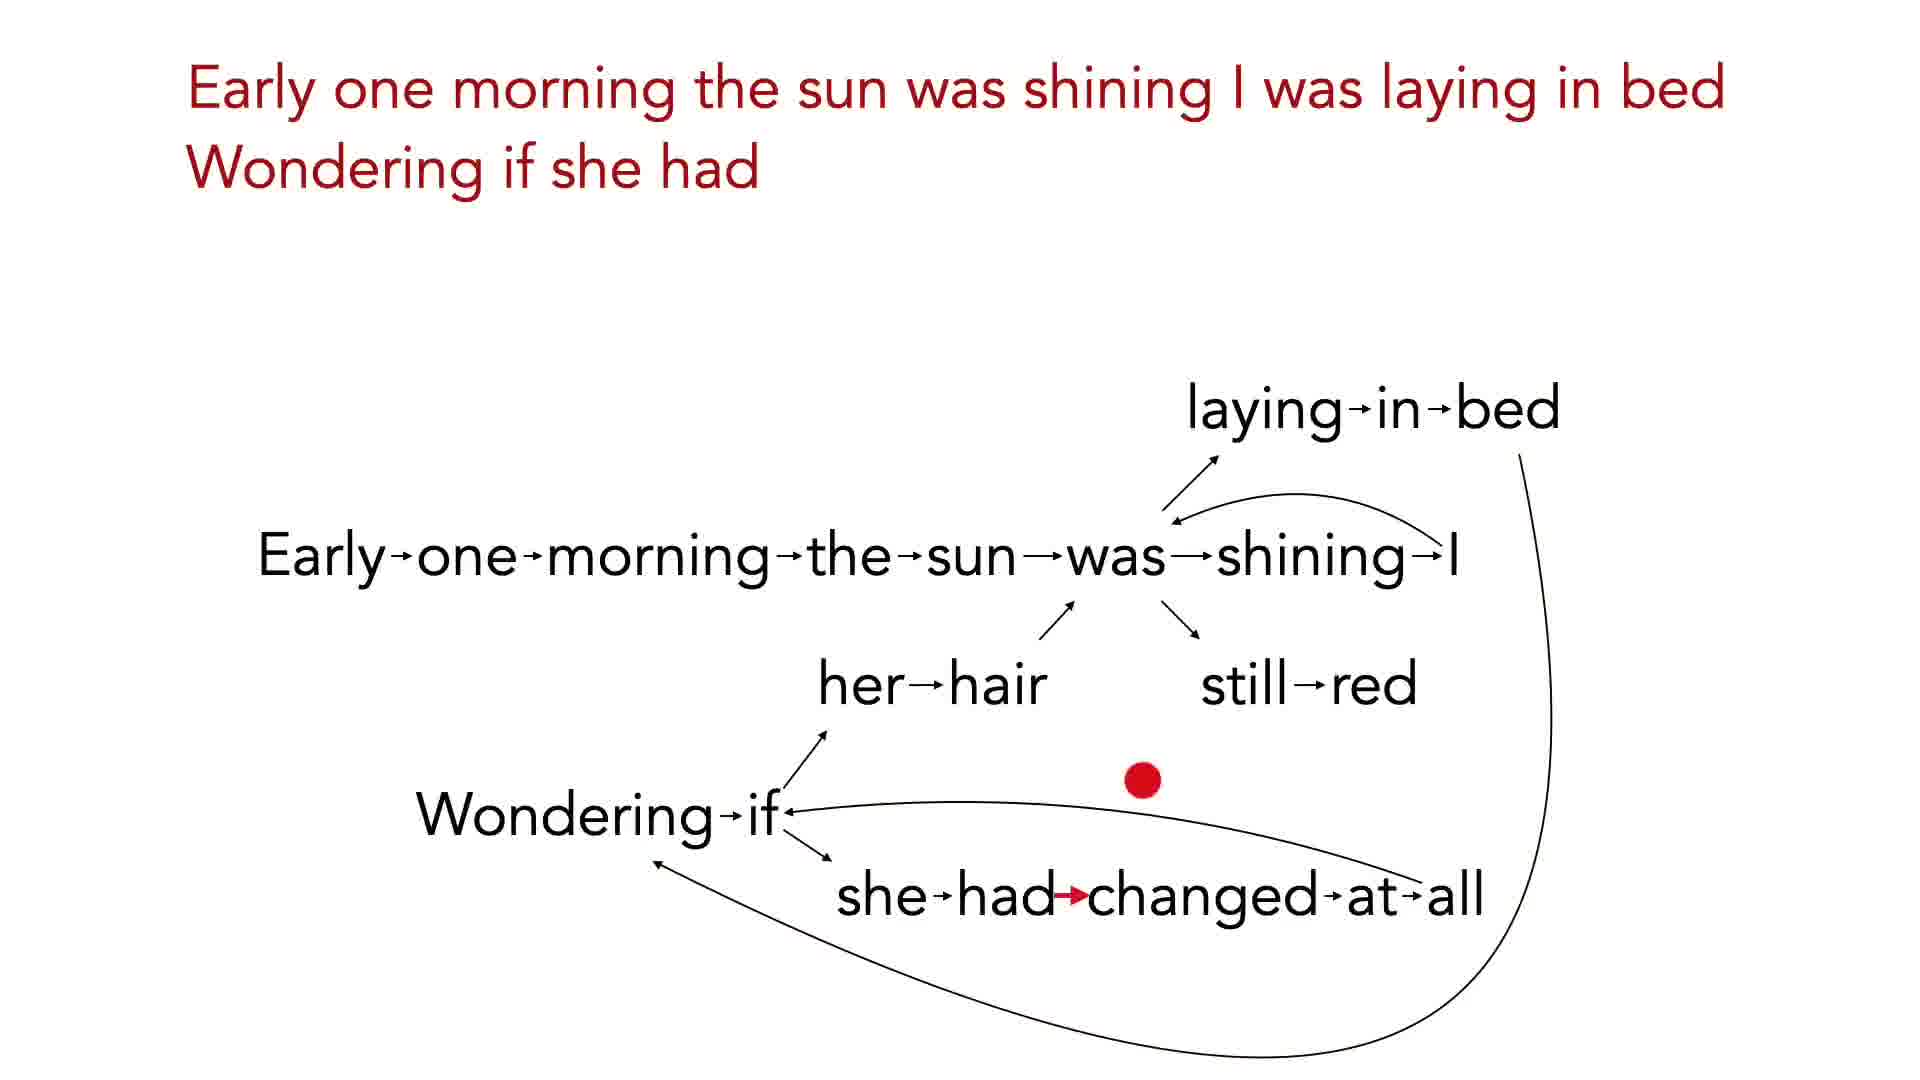 Early one morning the sun was shining I was laying in bed
Wondering if she had
laying in bed
Early one morning the sun was shining I
her hair still red
Wondering if
she had changed at all